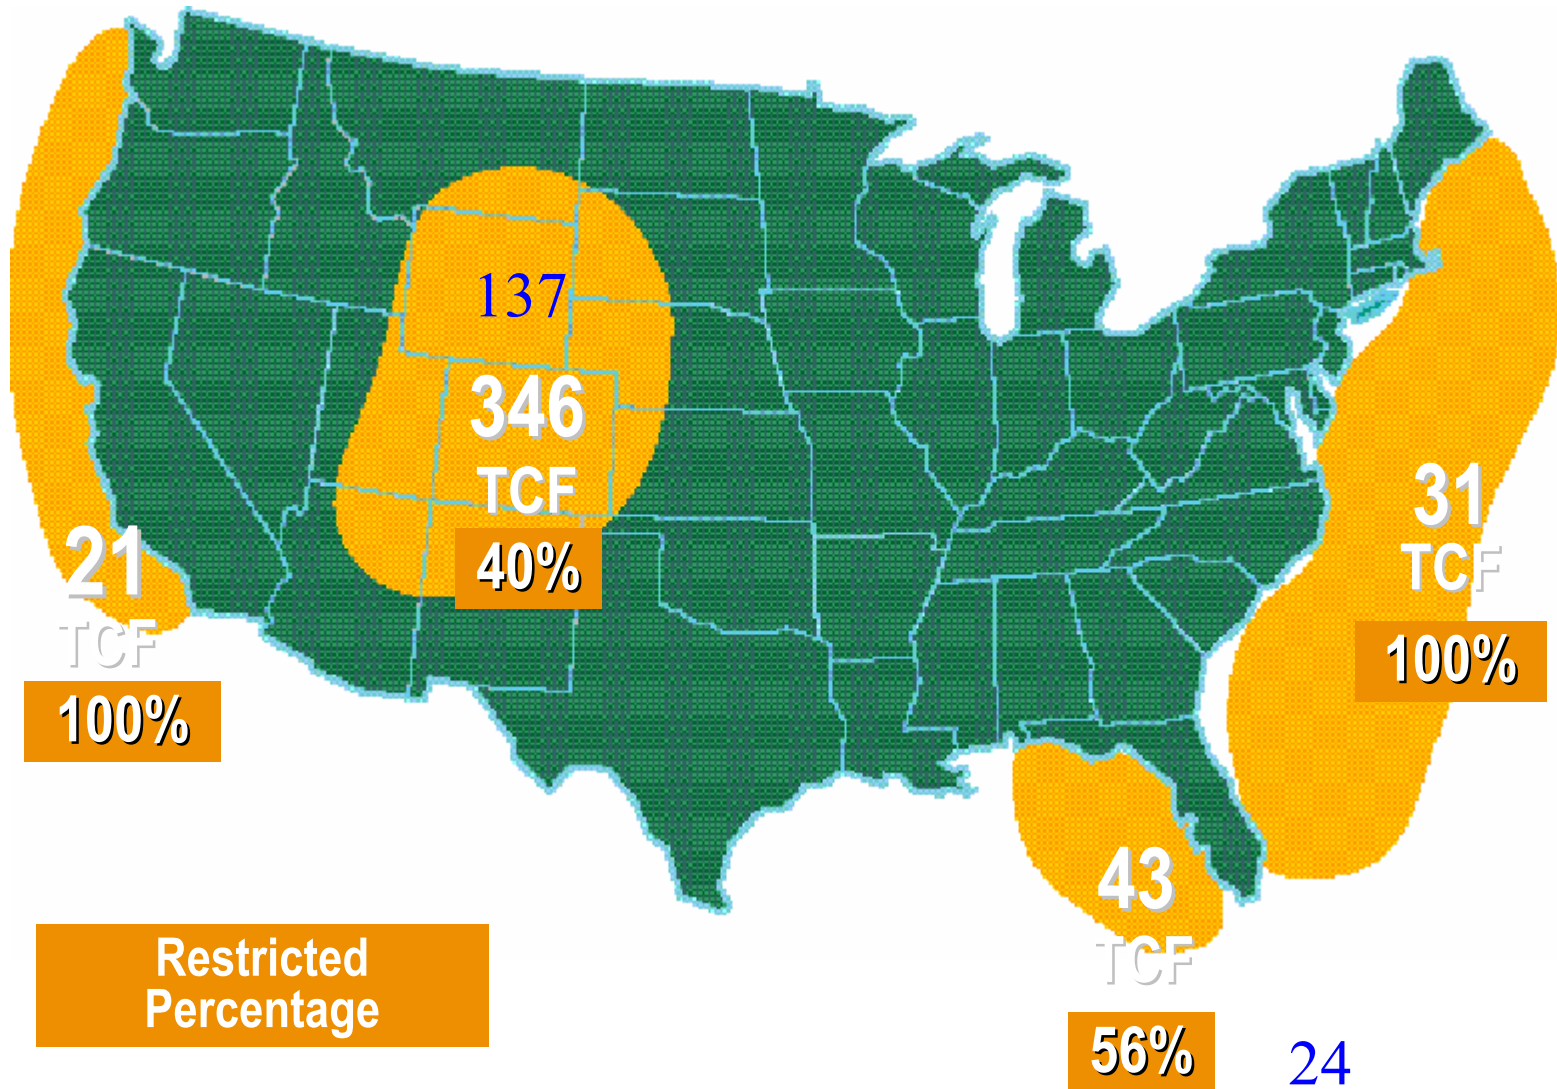 137
346
TCF
40%
21
TCF
100%
31
TCF
100%
43
TCF
56%
24
Restricted
Percentage